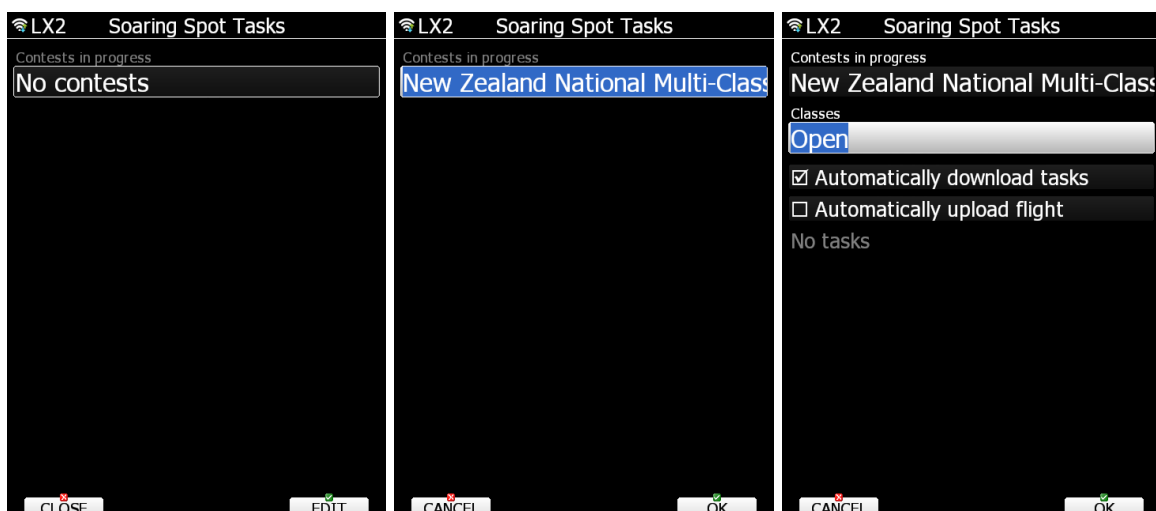 LX2 Soaring Spot Tasks
Contests in progress
No contests
CLOSE EDIT
LX2 Soaring Spot Tasks
Contests in progress
New Zealand National Multi-Class
CANCEL OK
LX2 Soaring Spot Tasks
Contests in progress
New Zealand National Multi-Class
Classes
Open
Automatically download tasks
Automatically upload flight
No tasks
CANCEL OK